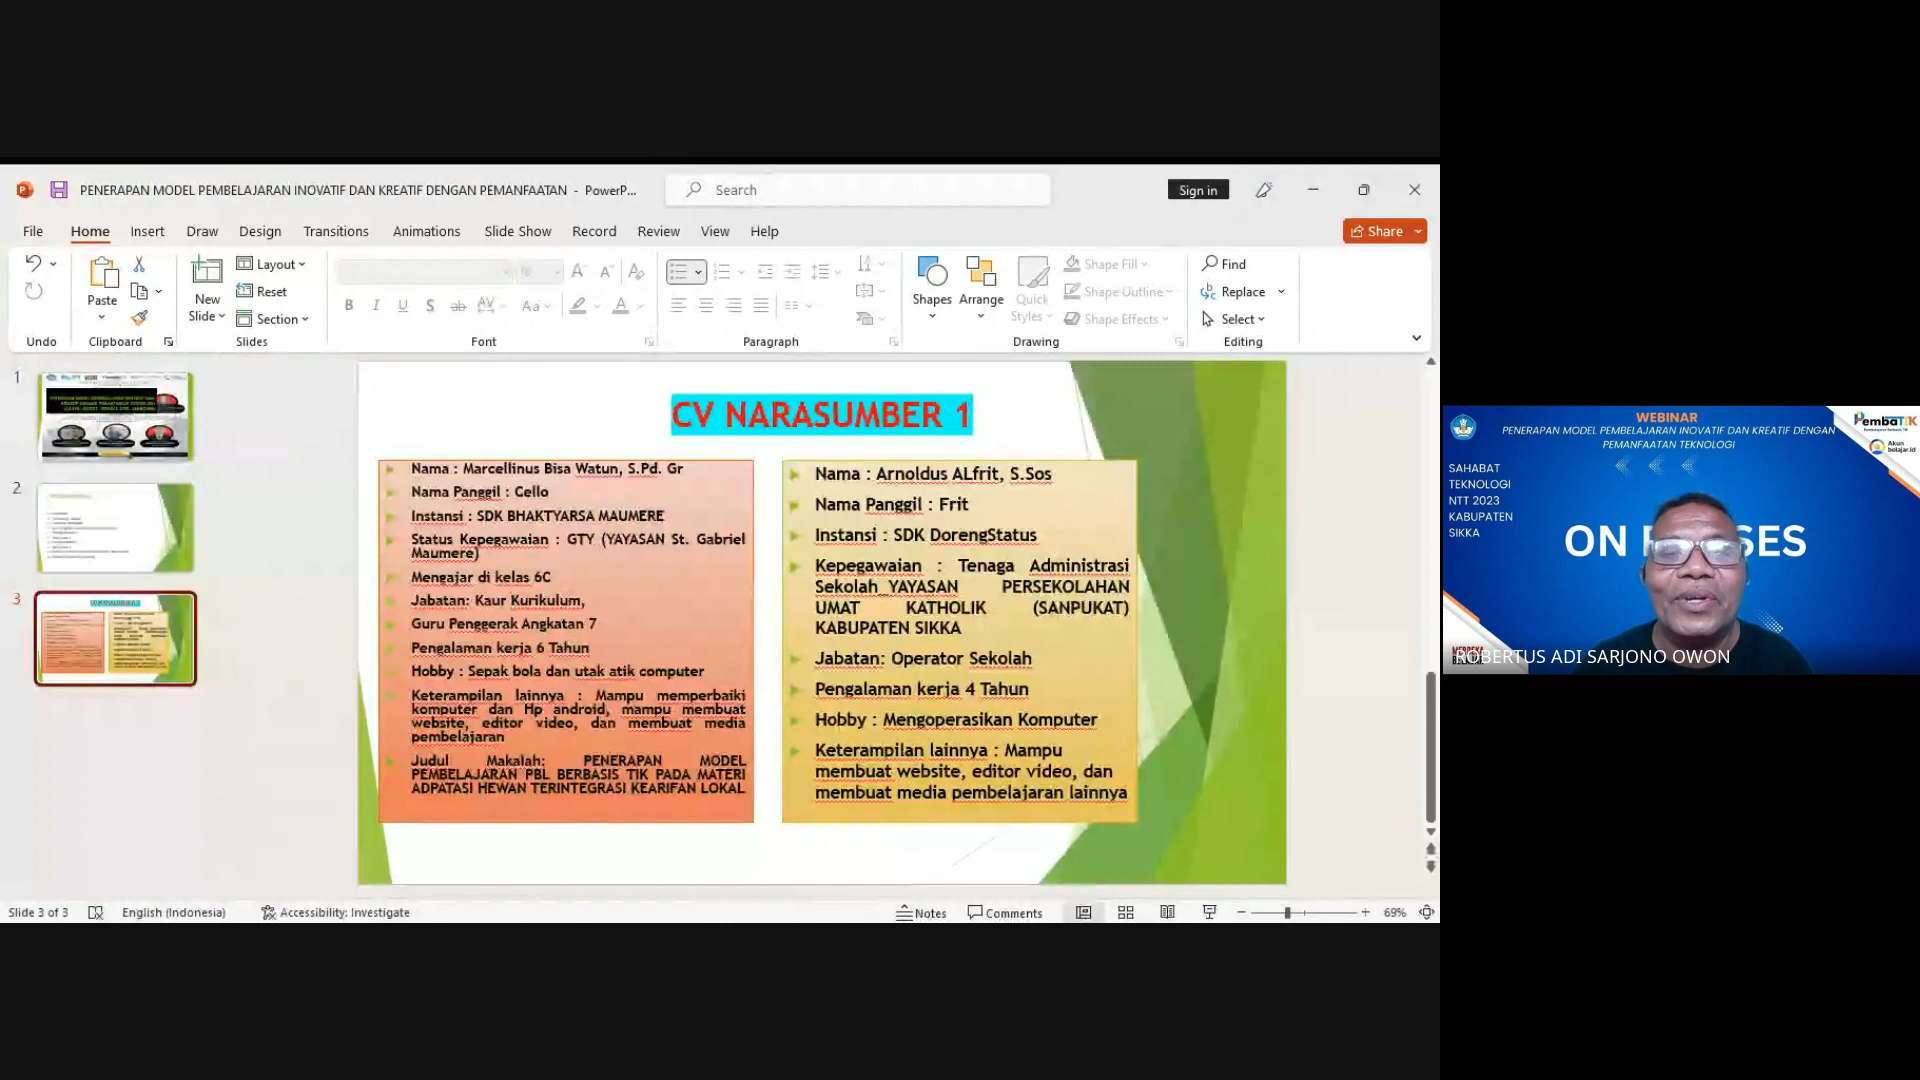 PENERAPAN MODEL PEMBELAJARAN INOVATIF DAN KREATIF DENGAN PEMANFAATAN - PowerP...
Search
Sign in
File Home Insert Draw Design Transitions Animations Slide Show Record Review View Help
Share
Paste
New
Slide
Layout
Reset
Section
Shapes
Arrange
Quick
Styles
Shape Fill
Shape Outline
Shape Effects
Find
Replace
Select
Undo Clipboard Slides Font Paragraph Drawing Editing
1
2
3
CV NARASUMBER 1
Nama : Marcellinus Bisa Watun, S.Pd. Gr
Nama Panggil : Cello
Instansi : SDK BHAKTYARSA MAUMERE
Status Kepegawaian : GTY (YAYASAN St. Gabriel
Maumere)
Mengajar di kelas 6C
Jabatan: Kaur Kurikulum,
Guru Penggerak Angkatan 7
Pengalaman kerja 6 Tahun
Hobby : Sepak bola dan utak atik computer
Keterampilan lainnya : Mampu memperbaiki
komputer dan Hp android, mampu membuat
website, editor video, dan membuat media
pembelajaran
Judul Makalah: PENERAPAN MODEL
PEMBELAJARAN PBL BERBASIS TIK PADA MATERI
ADPATASI HEWAN TERINTEGRASI KEARIFAN LOKAL
Nama : Arnoldus ALfrit, S.Sos
Nama Panggil : Frit
Instansi : SDK DorengStatus
Kepegawaian : Tenaga Administrasi
Sekolah YAYASAN PERSEKOLAHAN
UMAT KATHOLIK (SANPUKAT)
KABUPATEN SIKKA
Jabatan: Operator Sekolah
Pengalaman kerja 4 Tahun
Hobby : Mengoperasikan Komputer
Keterampilan lainnya : Mampu
membuat website, editor video, dan
membuat media pembelajaran lainnya
Slide 3 of 3
English (Indonesia)
Accessibility: Investigate
Notes
Comments
69%
WEBINAR
PENERAPAN MODEL PEMBELAJARAN INOVATIF DAN KREATIF DENGAN
PEMANFAATAN TEKNOLOGI
PembaTIK
Akun
belajar.id
SAHABAT
TEKNOLOGI
NTT 2023
KABUPATEN
SIKKA
ON
SES
ROBERTUS ADI SARJONO OWON